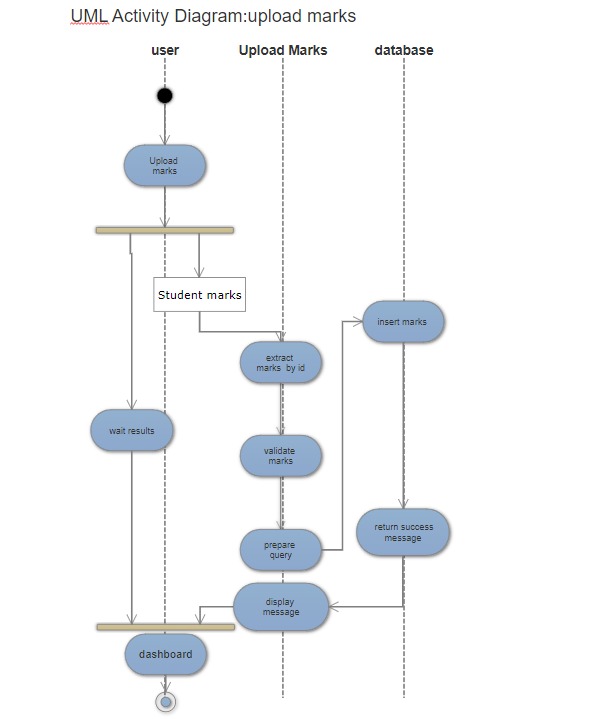 UML Activity Diagram:upload marks
user
Upload Marks
database
Upload
marks
Student marks
insert marks
extract
marks by id
wait results
validate
marks
return success
message
prepare
query
display
message
dashboard